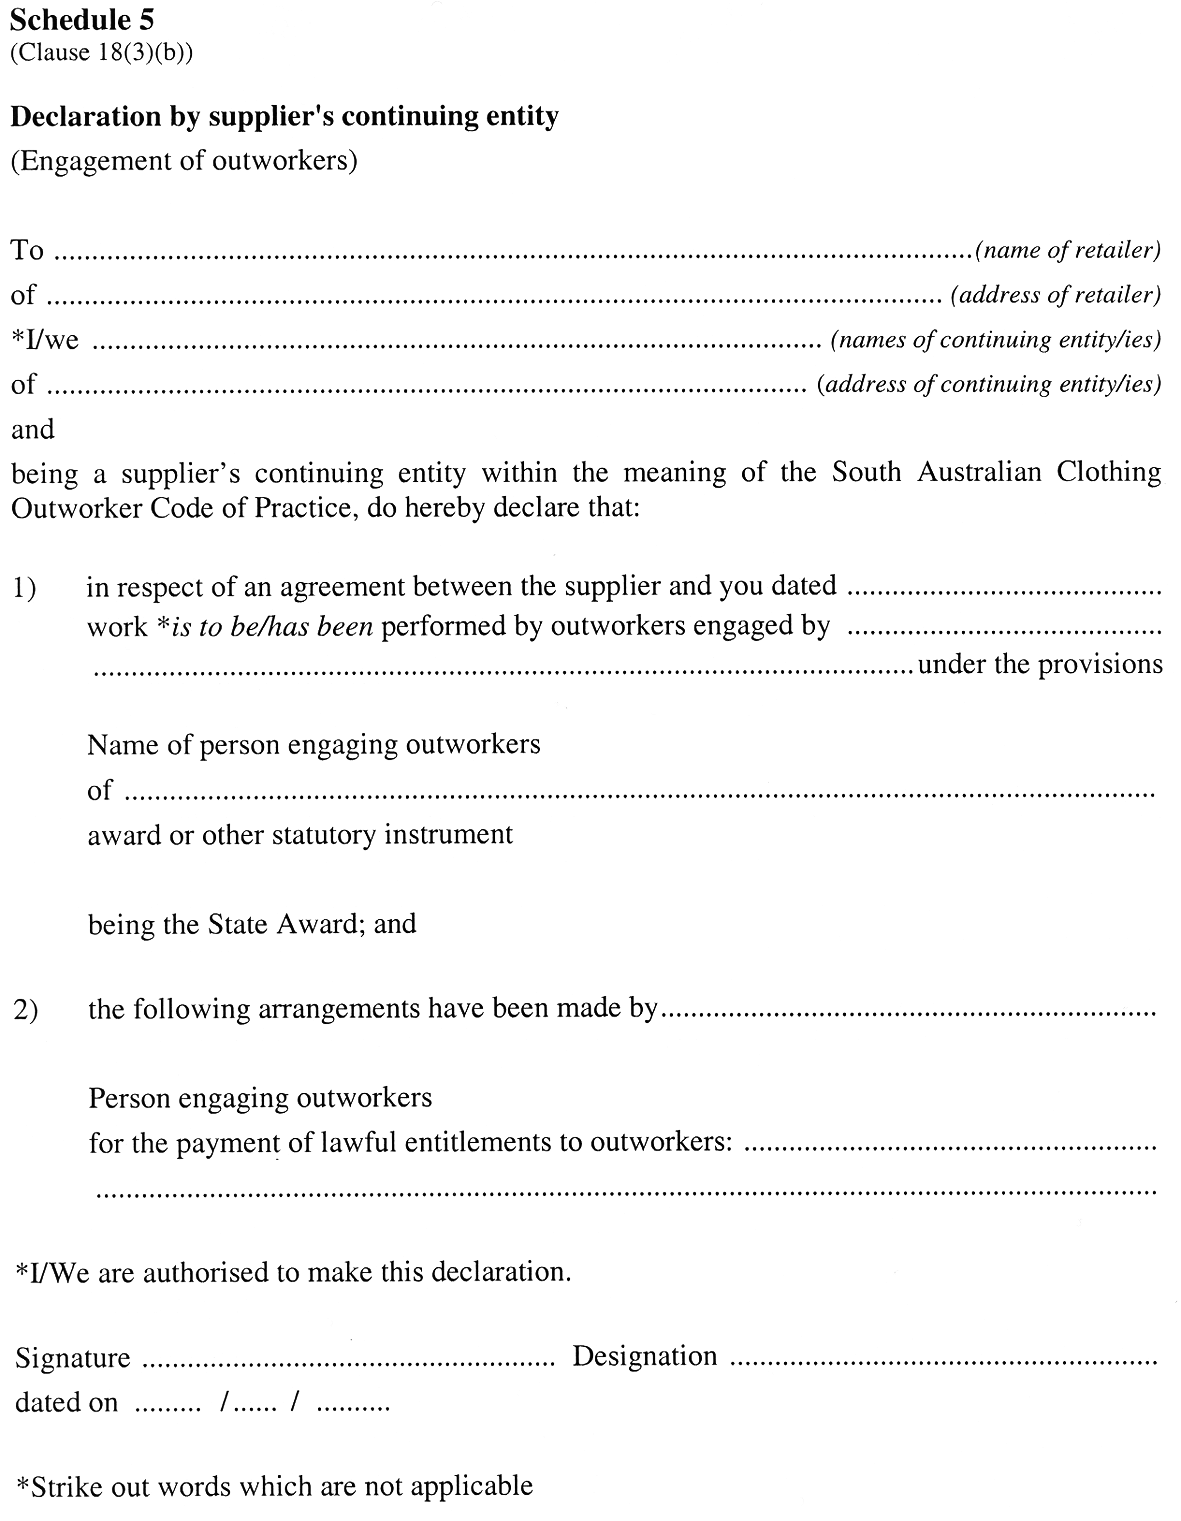 Schedule 5
(Clause 18(3)(b))
Declaration by supplier's continuing entity
(Engagement of outworkers)
To ........................................................................................................................(name of retailer)
of ..................................................................................................................... (address of retailer)
*I/we ................................................................................................ (names of continuing entity/ies)
of .................................................................................................... (address of continuing entity/ies)
and
being a supplier’s continuing entity within the meaning of the South Australian Clothing
Outworker Code of Practice, do hereby declare that:
1) in respect of an agreement between the supplier and you dated .........................................
work *is to be/has been performed by outworkers engaged by .........................................
............................................................................................................under the provisions
Name of person engaging outworkers
of .......................................................................................................................................
award or other statutory instrument
being the State Award; and
2) the following arrangements have been made by.................................................................
Person engaging outworkers
for the payment of lawful entitlements to outworkers: ......................................................
...........................................................................................................................................
*I/We are authorised to make this declaration.
Signature ...................................................... Designation ........................................................
dated on ......... /...... / ..........
*Strike out words which are not applicable